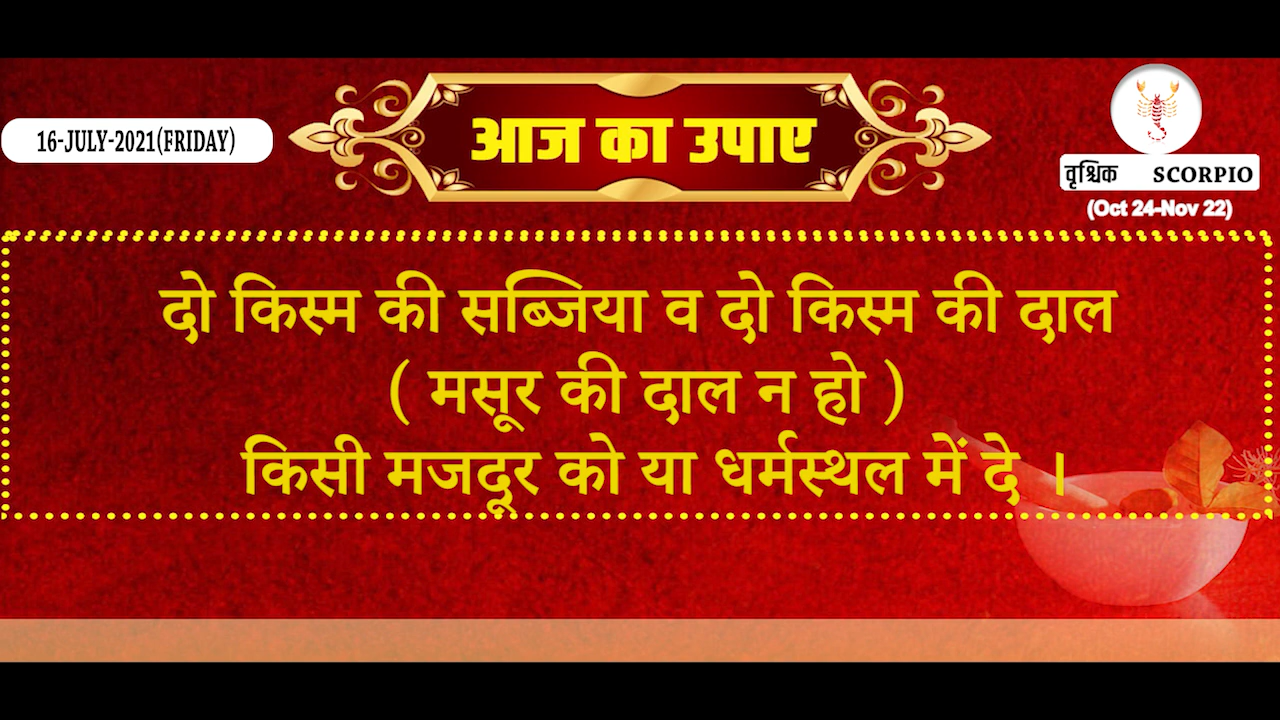 16-JULY-2021(FRIDAY)
आज का उपाए
वृश्चिक SCORPIO
(Oct 24-Nov 22)
दो किस्म की सब्जिया व दो किस्म की दाल
( मसूर की दाल न हो )
किसी मजदूर को या धर्मस्थल में दे ।